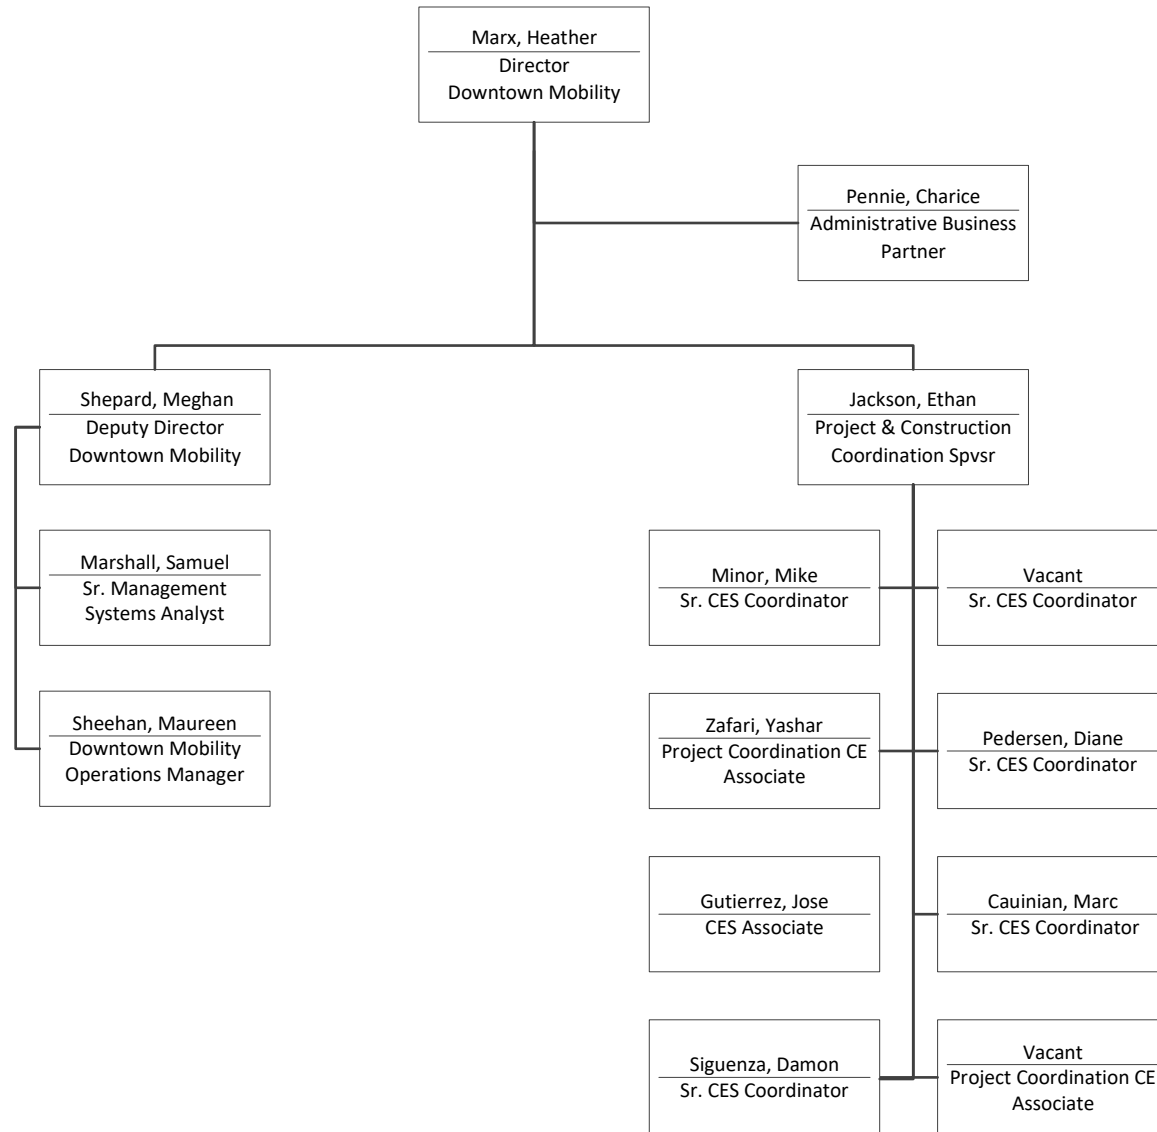 Marx, Heather
Director
Downtown Mobility
Pennie, Charice
Administrative Business
Partner
Shepard, Meghan
Deputy Director
Downtown Mobility
Jackson, Ethan
Project & Construction
Coordination Spvsr
Marshall, Samuel
Sr. Management
Systems Analyst
Minor, Mike
Sr. CES Coordinator
Vacant
Sr. CES Coordinator
Sheehan, Maureen
Downtown Mobility
Operations Manager
Zafari, Yashar
Project Coordination CE
Associate
Pedersen, Diane
Sr. CES Coordinator
Gutierrez, Jose
CES Associate
Cauinian, Marc
Sr. CES Coordinator
Siguenza, Damon
Sr. CES Coordinator
Vacant
Project Coordination CE
Associate